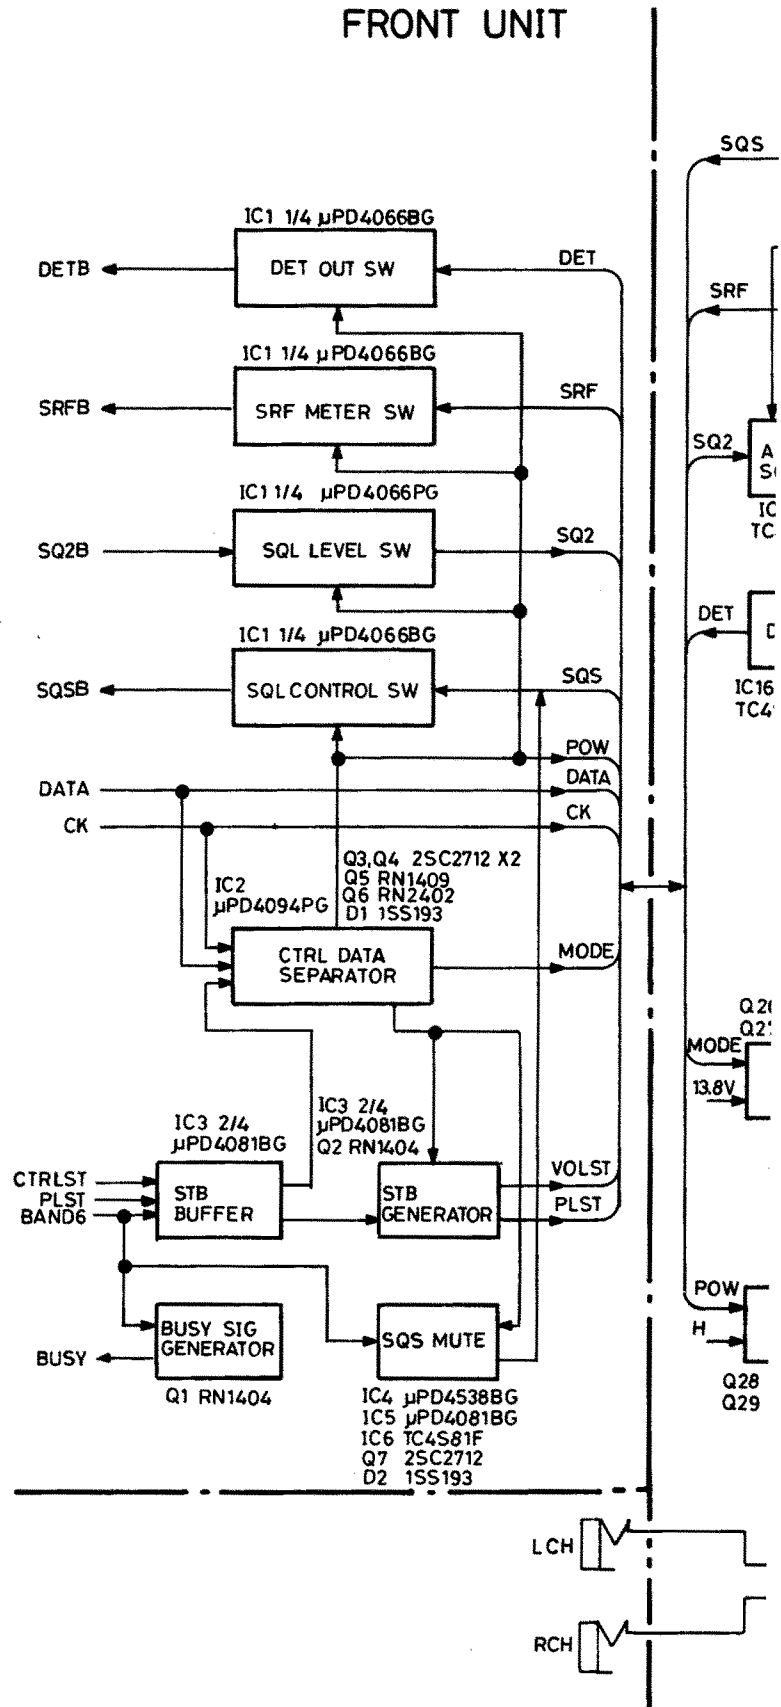 FRONT UNIT
SQS
IC1 1/4 µPD4066BG
DETB
DET OUT SW
DET
SRF
IC1 1/4 µPD4066BG
SRFB
SRF METER SW
SRF
SQ2
A
IC
TC
IC1 1/4 µPD4066PG
SQ2B
SQL LEVEL SW
SQ2
DET
IC1 1/4 µPD4066BG
SQSB
SQL CONTROL SW
SQS
IC16
POW
DATA
DATA
CK
CK
Q3,Q4 2SC2712 X2
Q5 RN1409
Q6 RN2402
D1 1SS193
IC2
µPD4094PG
CTRL DATA
SEPARATOR
MODE
MODE
13.8V
IC3 2/4
µPD4081BG
IC3 2/4
µPD4081BG
Q2 RN1404
CTRLST
PLST
BAND6
STB
BUFFER
STB
GENERATOR
VOLST
PLST
POW
H
BUSY SIG
GENERATOR
SQS MUTE
BUSY
Q28
Q29
Q1 RN1404
IC4 µPD4538BG
IC5 µPD4081BG
IC6 TC4S81F
Q7 2SC2712
D2 1SS193
LCH
RCH